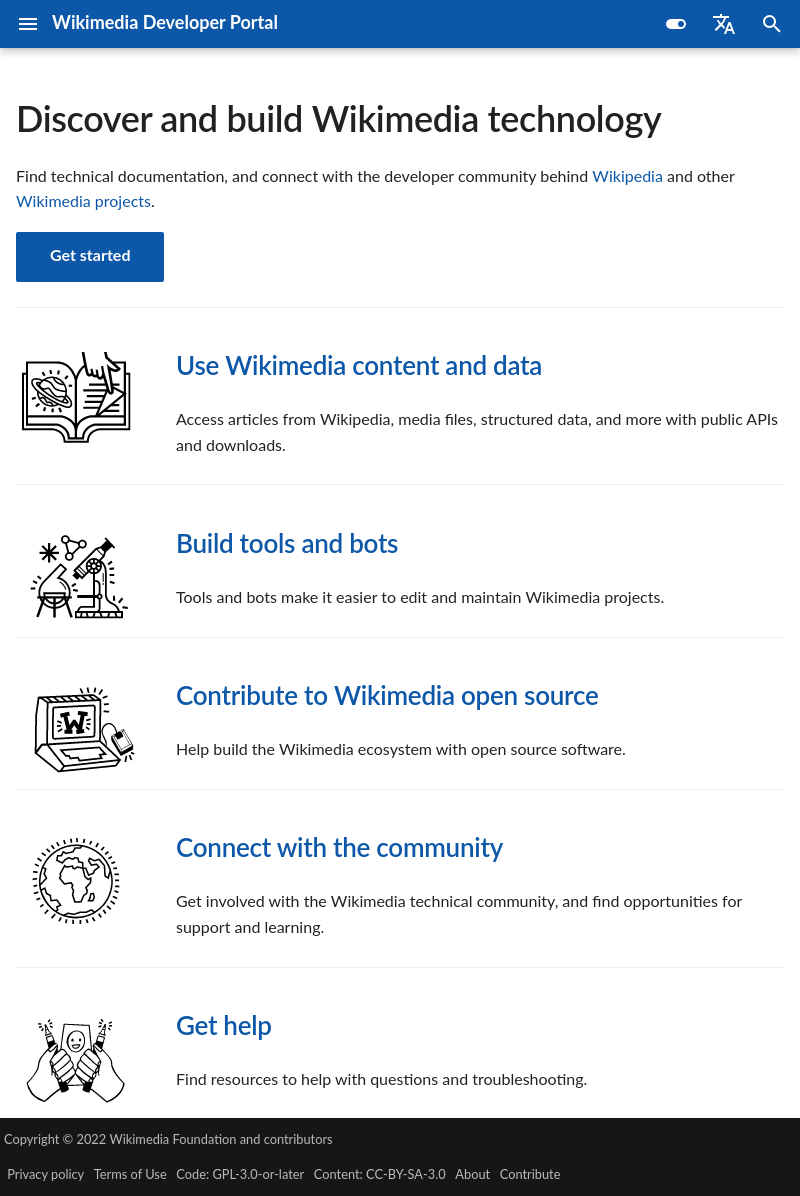 Wikimedia Developer Portal
Discover and build Wikimedia technology
Find technical documentation, and connect with the developer community behind Wikipedia and other
Wikimedia projects.
Get started
Use Wikimedia content and data
Access articles from Wikipedia, media files, structured data, and more with public APIs
and downloads.
Build tools and bots
Tools and bots make it easier to edit and maintain Wikimedia projects.
W
Contribute to Wikimedia open source
Help build the Wikimedia ecosystem with open source software.
Connect with the community
Get involved with the Wikimedia technical community, and find opportunities for
support and learning.
Get help
Find resources to help with questions and troubleshooting.
Copyright © 2022 Wikimedia Foundation and contributors
Privacy policy Terms of Use Code: GPL-3.0-or-later Content: CC-BY-SA-3.0 About Contribute